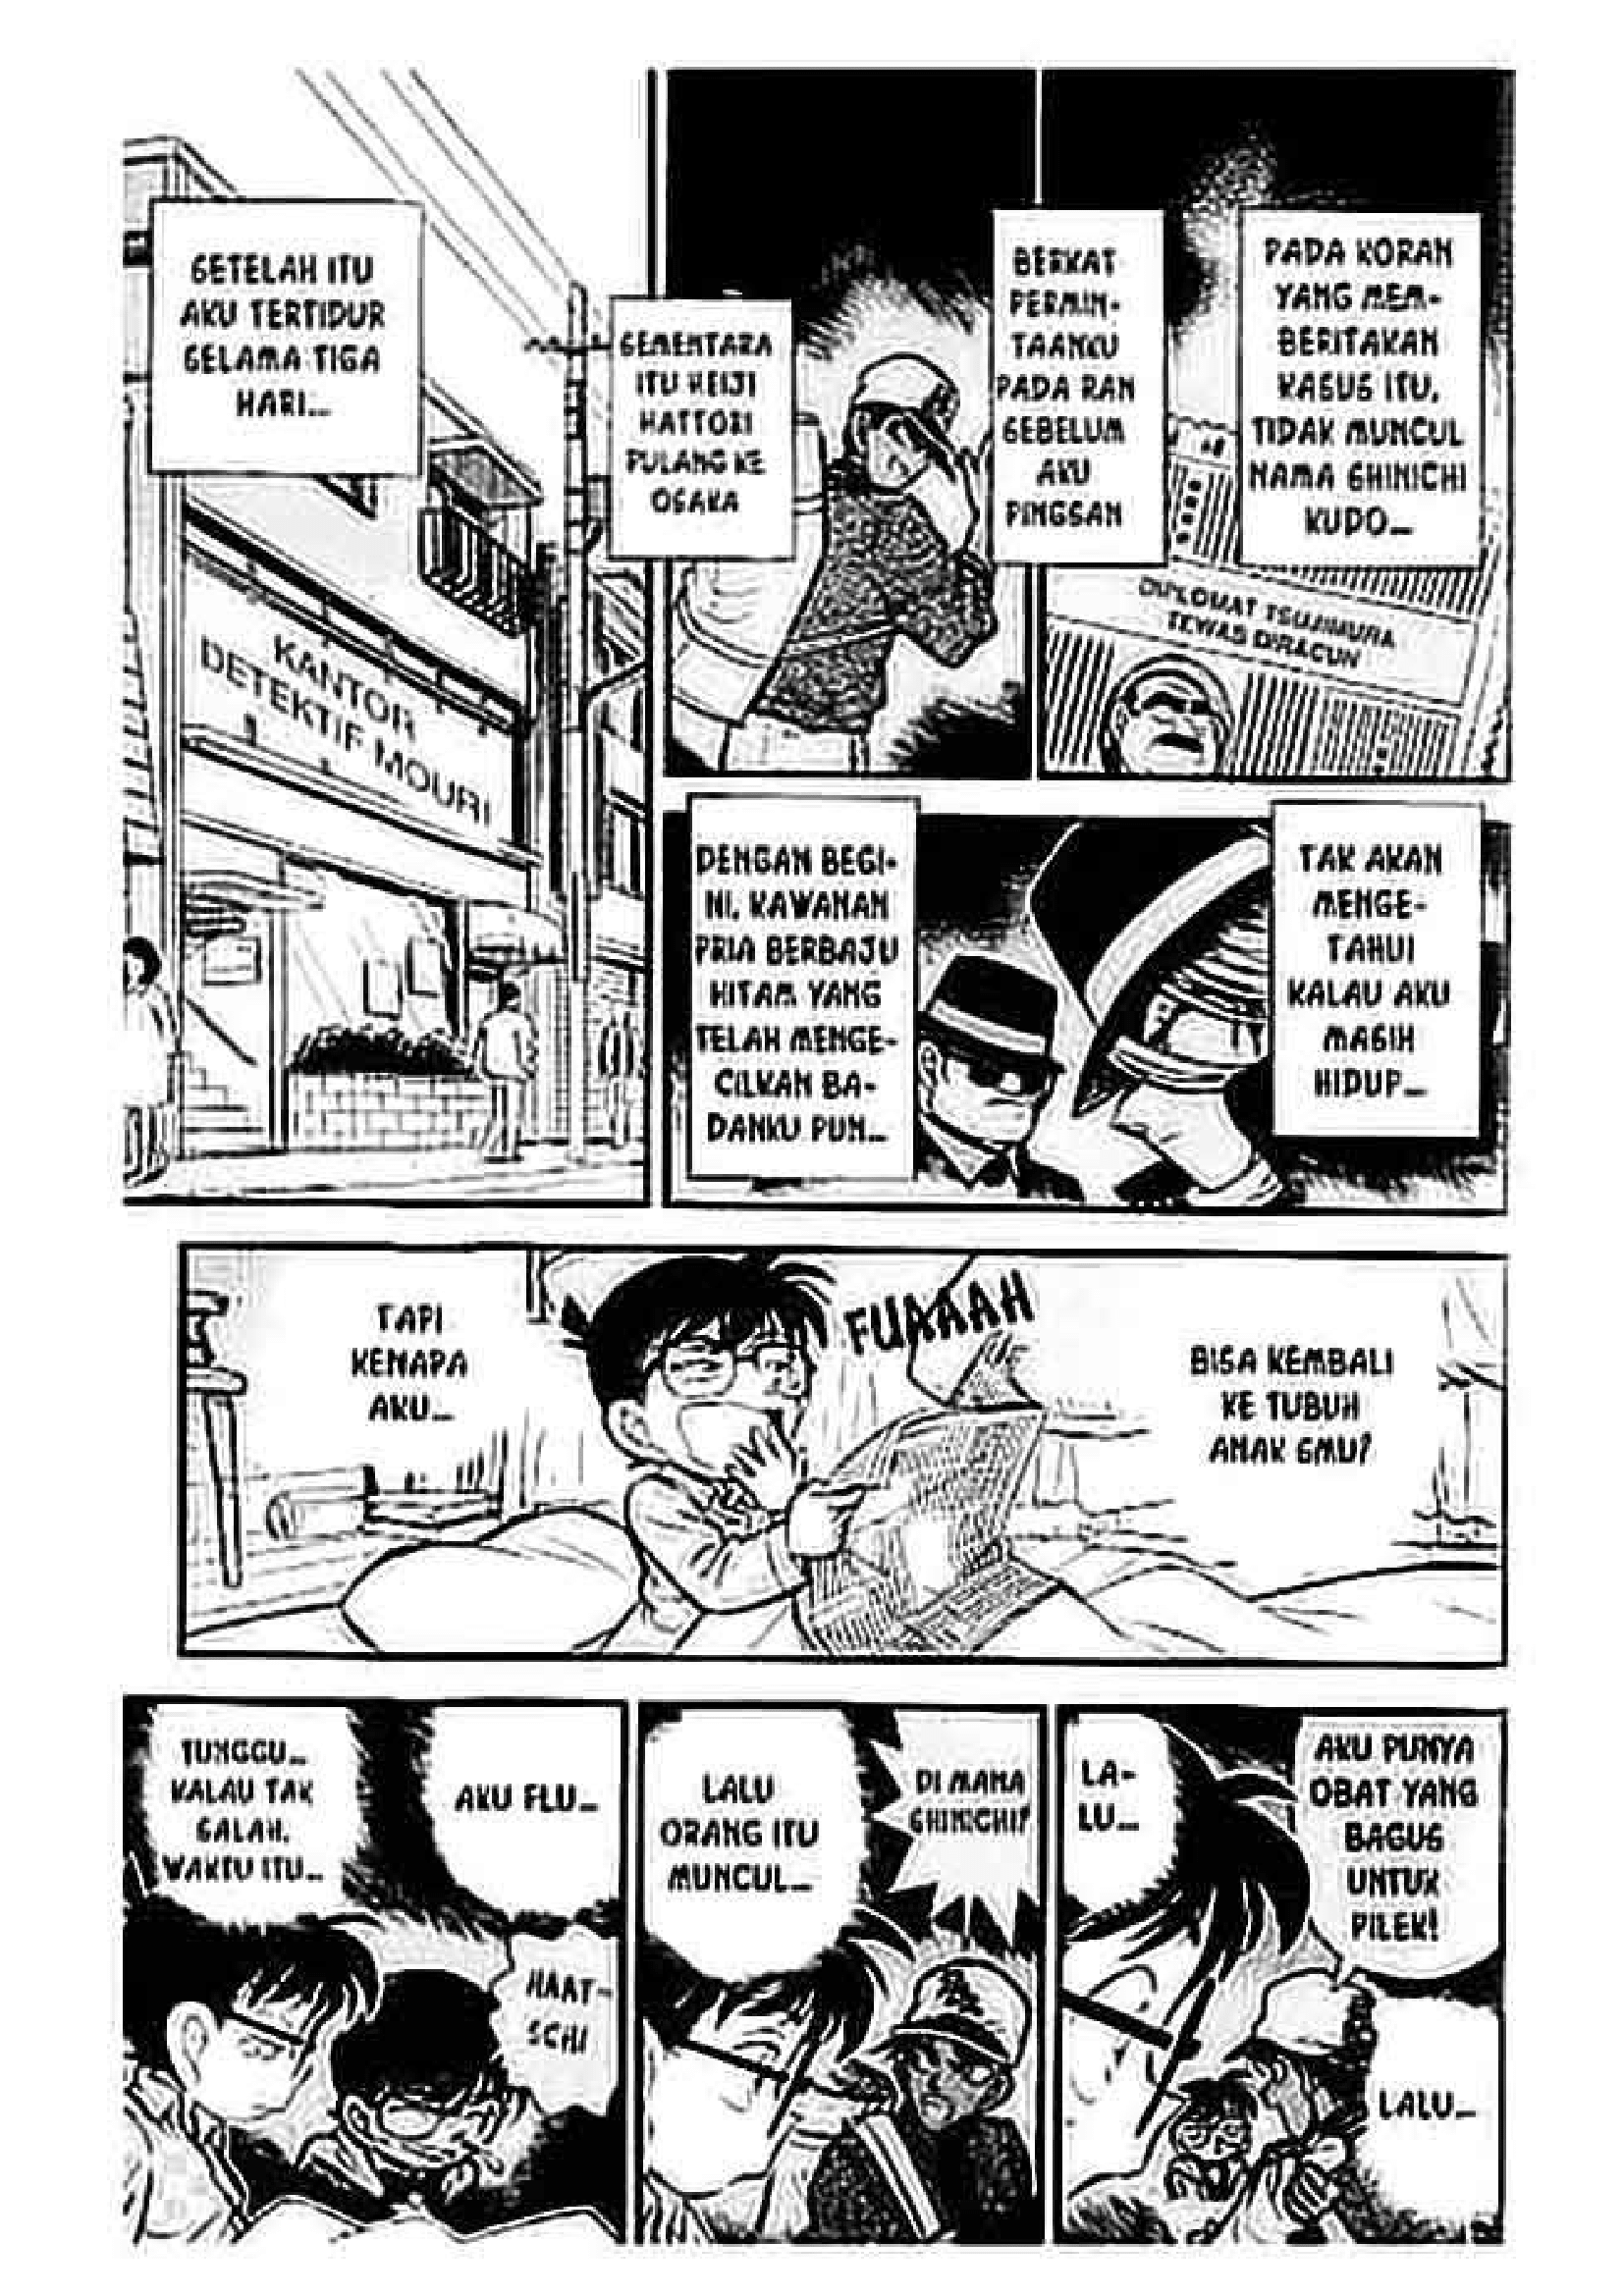 SETELAH ITU
AKU TERTIDUR
SELAMA TIGA
HARI...
SEMENTARA
ITU HEIJI
HATTORI
PULANG KE
OSAKA
BERKAT
PERMIN-
TAANKU
PADA RAN
SEBELUM
AKU
PINGSAN
PADA KORAN
YANG MEM-
BERITAKAN
KASUS ITU,
TIDAK MUNCUL
NAMA SHINICHI
KUDO...
DIPLOMAT TSUJIMURA
TEWAS DIRACUN
KANTOR
DETEKTIF MOURI
DENGAN BEGI-
NI, KAWANAN
PRIA BERBAJU
HITAM YANG
TELAH MENGE-
CILKAN BA-
DANKU PUN...
TAK AKAN
MENGE-
TAHUI
KALAU AKU
MASIH
HIDUP...
TAPI
KENAPA
AKU...
FUAAAH
BISA KEMBALI
KE TUBUH
ANAK SMU?
TUNGGU...
KALAU TAK
SALAH,
WAKTU ITU...
AKU FLU...
HAAT-
SCHI
LALU
ORANG ITU
MUNCUL...
DI MANA
SHINICHI?
LA-
LU...
AKU PUNYA
OBAT YANG
BAGUS
UNTUK
PILEK!
LALU...